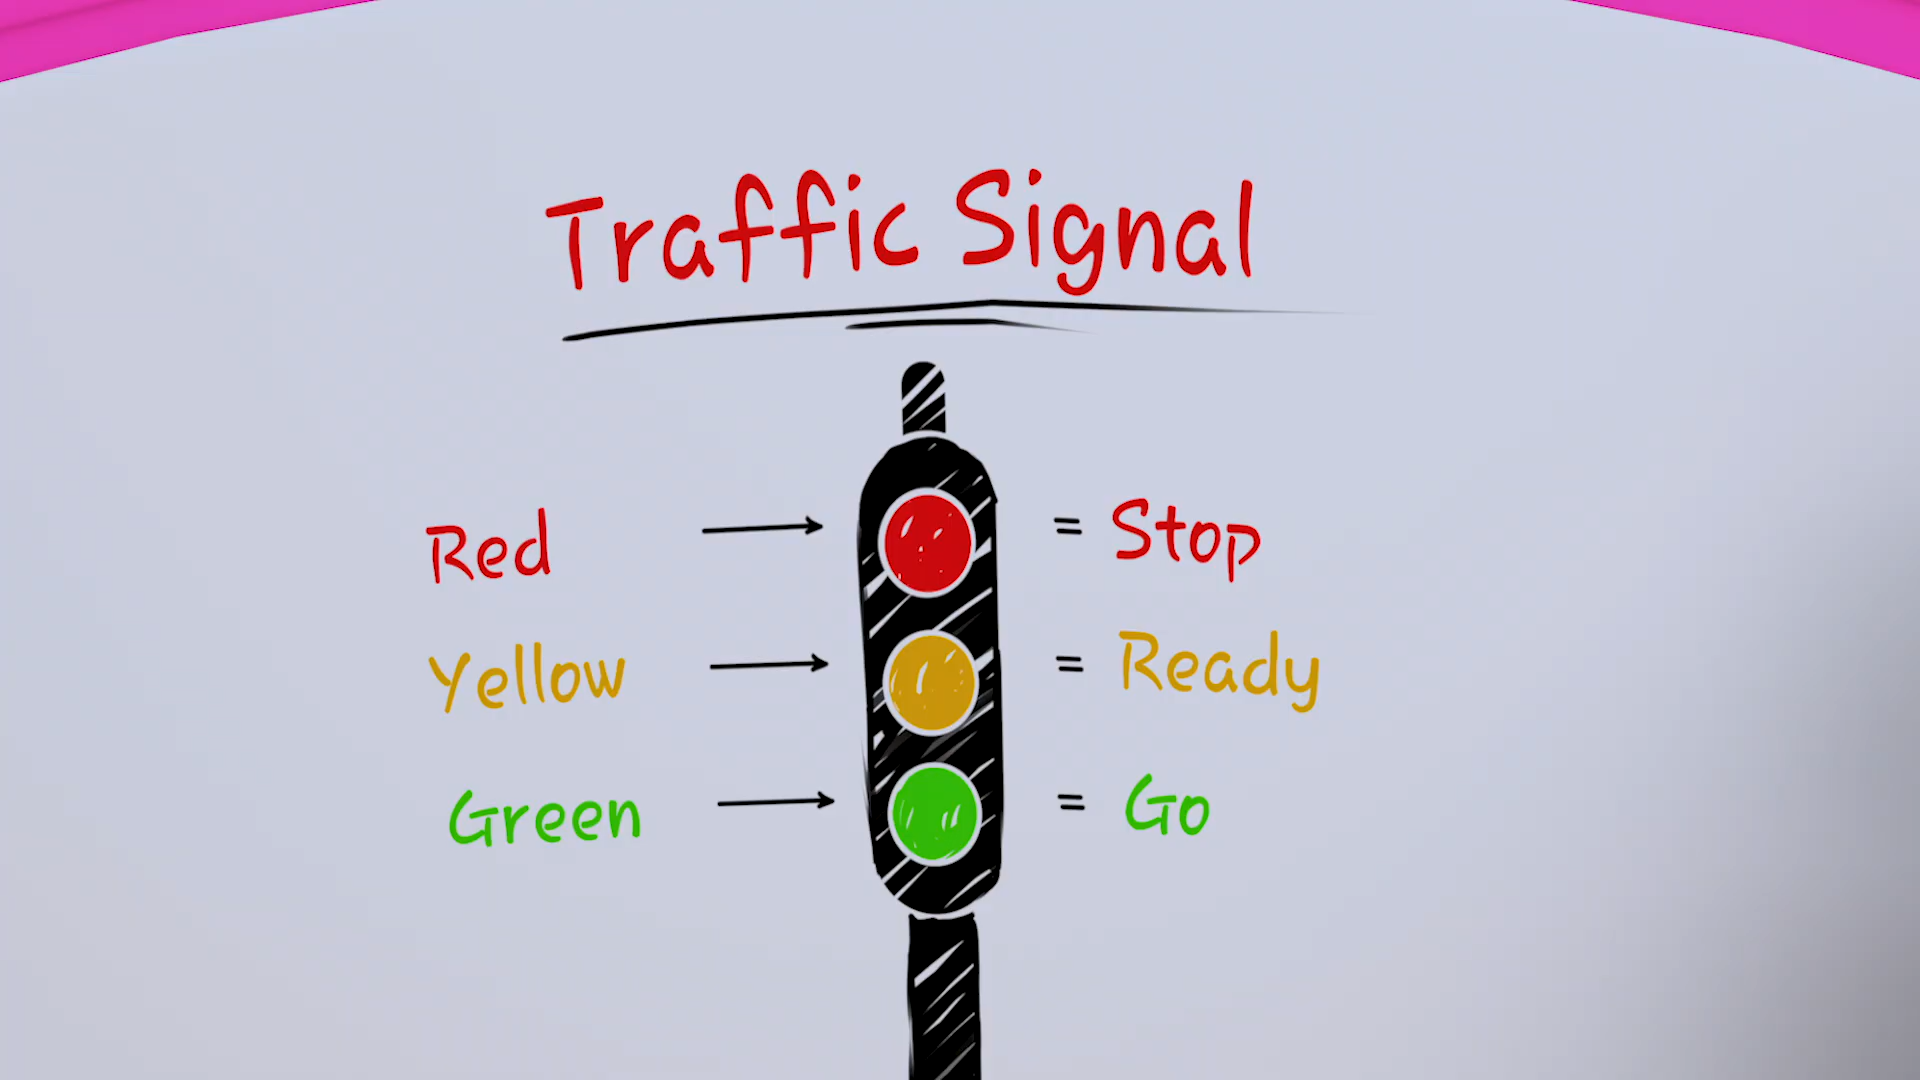 Traffic Signal
Red = Stop
Yellow = Ready
Green = Go